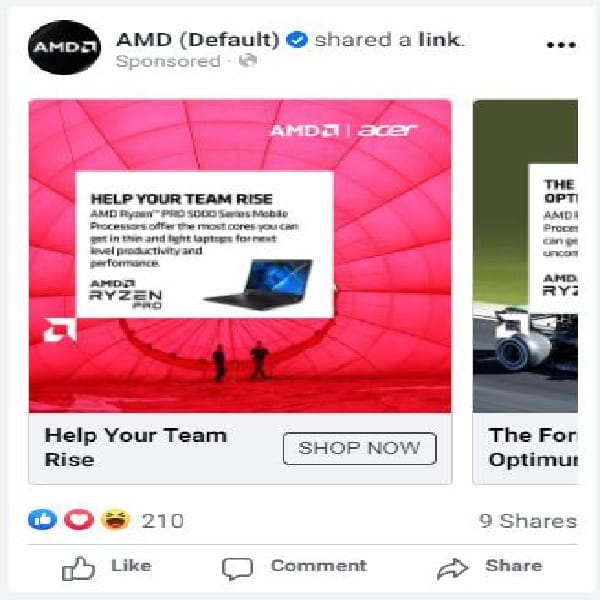 AMD
AMD (Default) shared a link.
Sponsored ·
AMD | acer
HELP YOUR TEAM RISE
AMD Ryzen™ PRO 5000 Series Mobile
Processors offer the most cores you can
get in thin and light laptops for next
level productivity and
performance.
AMD
RYZEN
PRO
Help Your Team
Rise
SHOP NOW
THE
OPTI
AMD R
Proces
can ge
uncom
AMD
RYZ
The For
Optimu
210
9 Shares
Like
Comment
Share